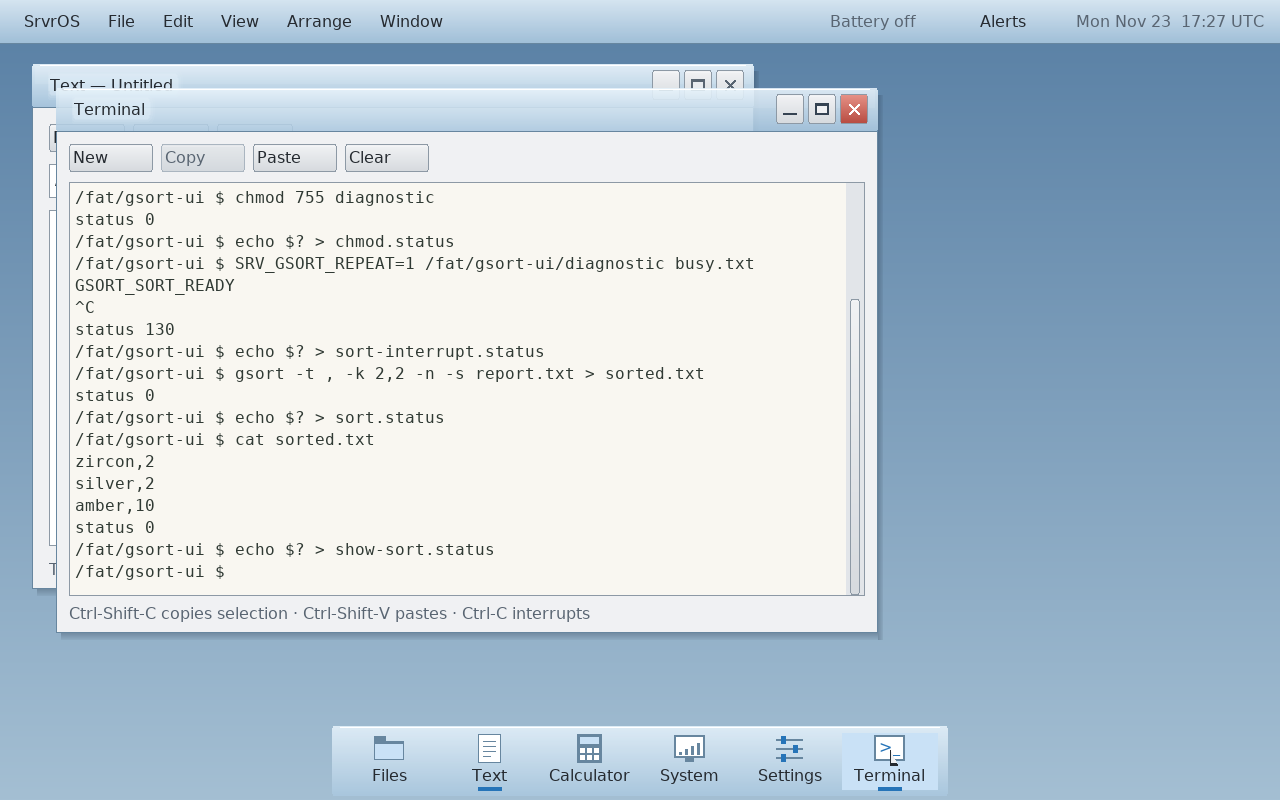 SrvrOS File Edit View Arrange Window Battery off Alerts Mon Nov 23 17:27 UTC
Text — Untitled
Terminal
New Copy Paste Clear
/fat/gsort-ui $ chmod 755 diagnostic
status 0
/fat/gsort-ui $ echo $? > chmod.status
/fat/gsort-ui $ SRV_GSORT_REPEAT=1 /fat/gsort-ui/diagnostic busy.txt
GSORT_SORT_READY
^C
status 130
/fat/gsort-ui $ echo $? > sort-interrupt.status
/fat/gsort-ui $ gsort -t , -k 2,2 -n -s report.txt > sorted.txt
status 0
/fat/gsort-ui $ echo $? > sort.status
/fat/gsort-ui $ cat sorted.txt
zircon,2
silver,2
amber,10
status 0
/fat/gsort-ui $ echo $? > show-sort.status
/fat/gsort-ui $
Ctrl-Shift-C copies selection · Ctrl-Shift-V pastes · Ctrl-C interrupts
Files Text Calculator System Settings Terminal